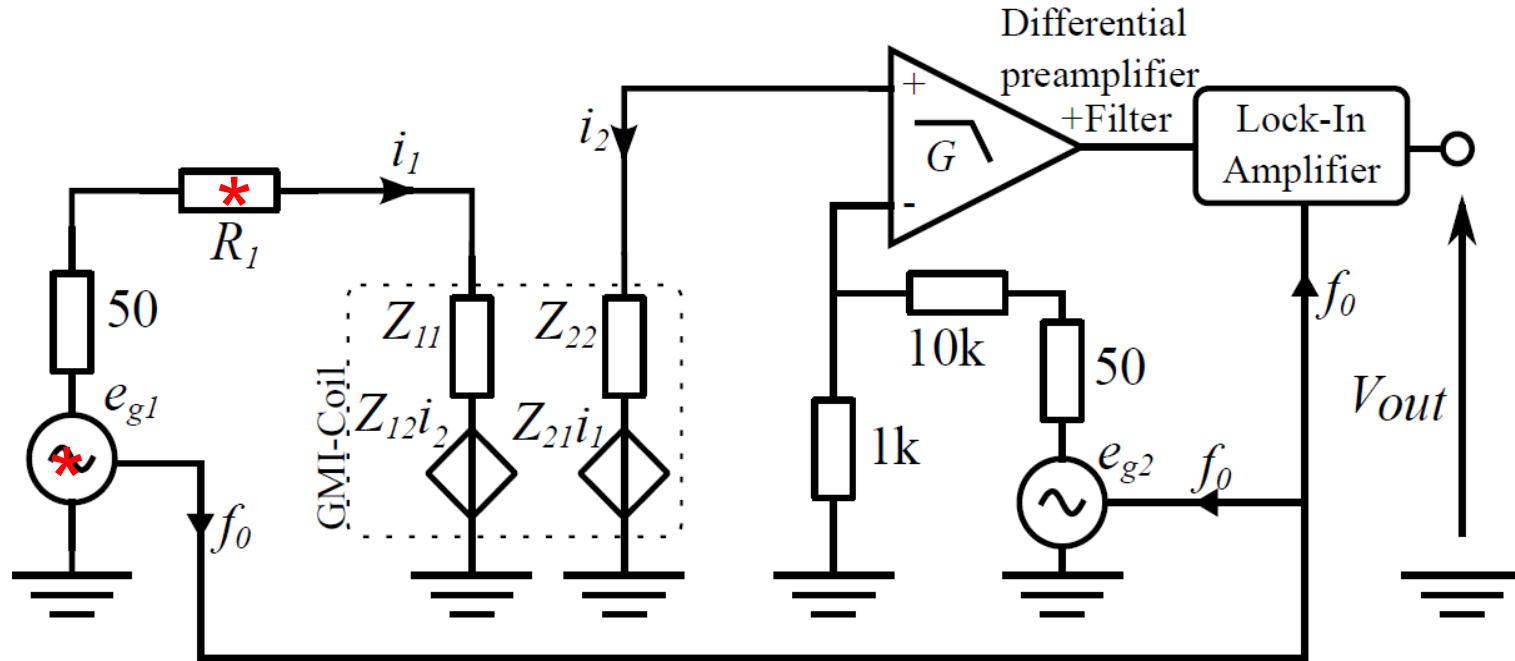 Differential
preamplifier
+Filter
Lock-In
Amplifier
+
-
G
i2
i1
*
R1
50
eg1
*
f0
GMI-Coil
Z11
Z22
Z12i2
Z21i1
10k
50
1k
eg2
f0
f0
Vout